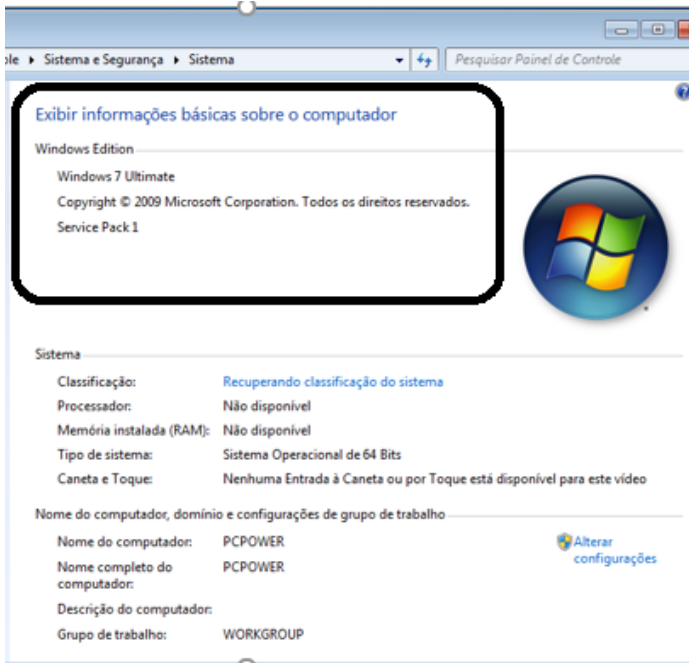 Sistema e Segurança Sistema
Pesquisar Painel de Controle
Exibir informações básicas sobre o computador
Windows Edition
Windows 7 Ultimate
Copyright © 2009 Microsoft Corporation. Todos os direitos reservados.
Service Pack 1
Sistema
Classificação: Recuperando classificação do sistema
Processador: Não disponível
Memória instalada (RAM): Não disponível
Tipo de sistema: Sistema Operacional de 64 Bits
Caneta e Toque: Nenhuma Entrada à Caneta ou por Toque está disponível para este vídeo
Nome do computador, domínio e configurações de grupo de trabalho
Nome do computador: PCPOWER
Alterar
configurações
Nome completo do
computador:
PCPOWER
Descrição do computador:
Grupo de trabalho: WORKGROUP